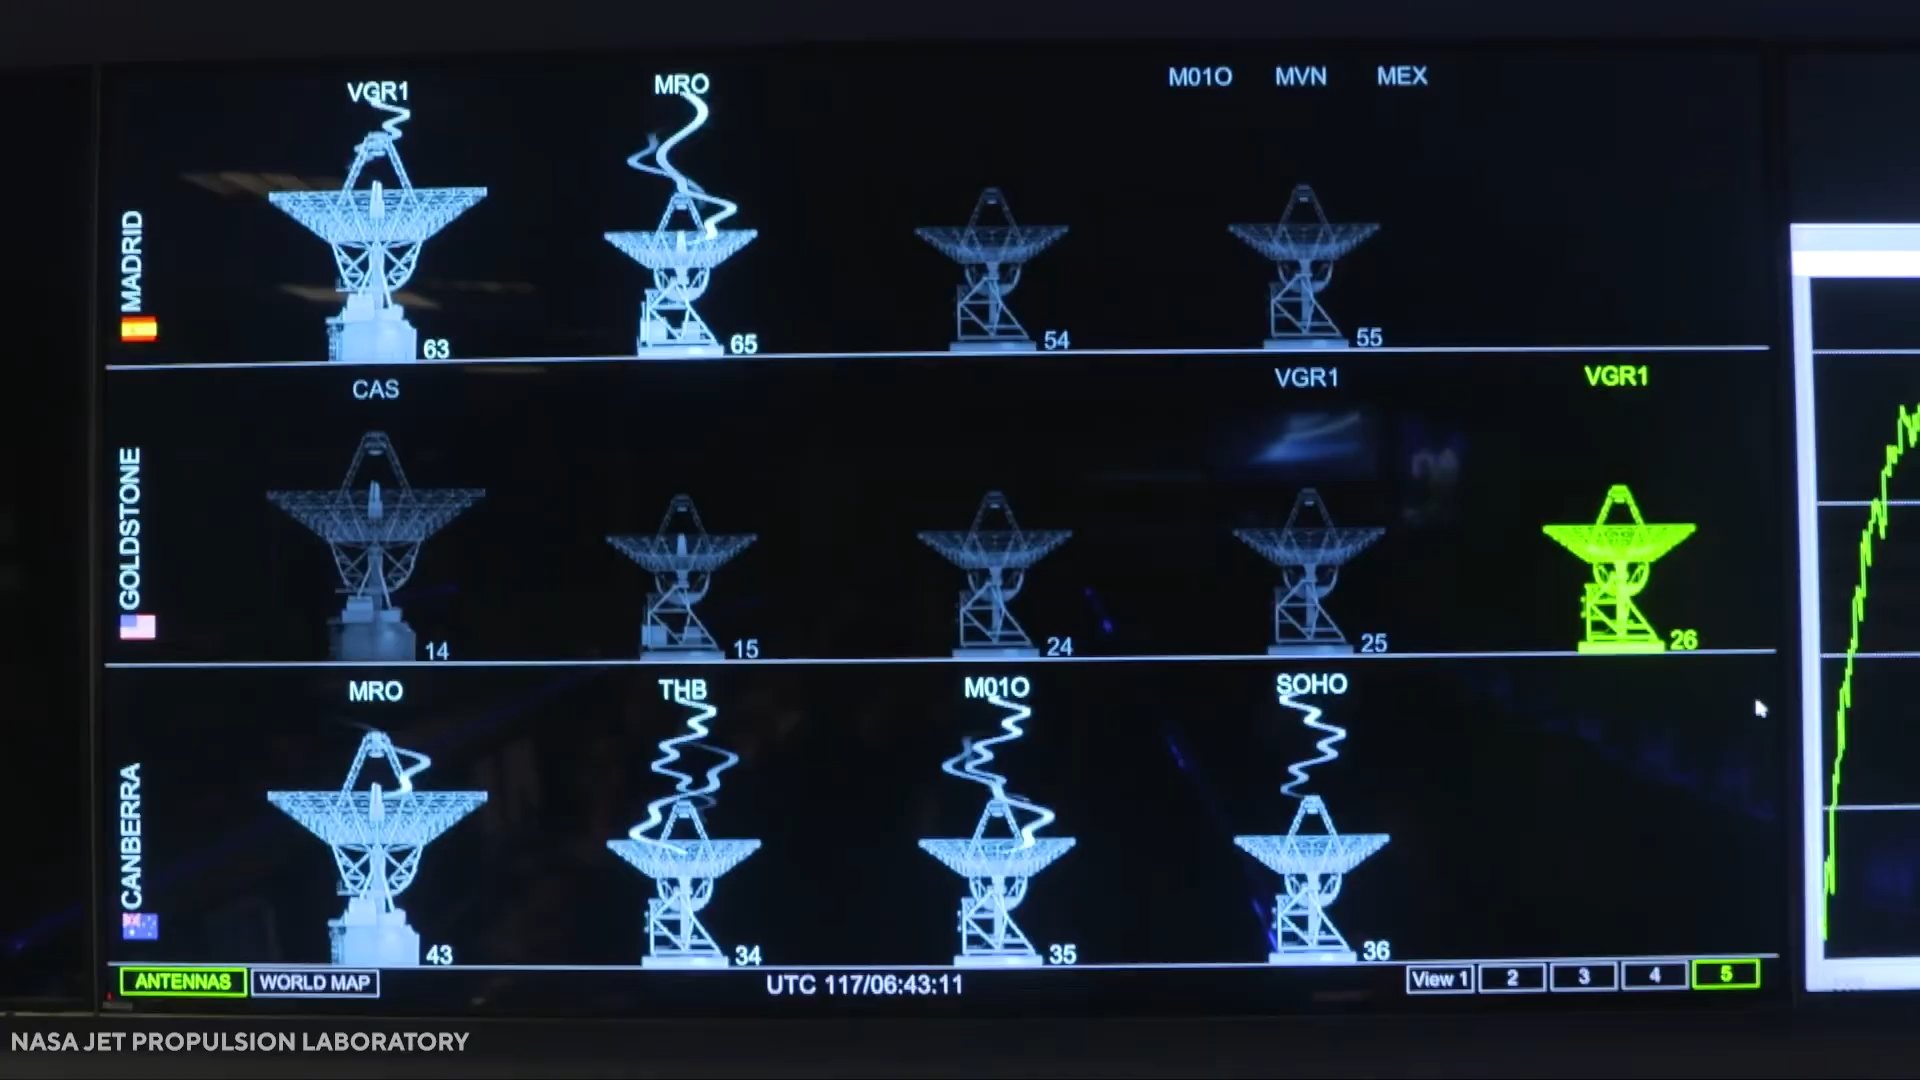 VGR1 MRO M01O MVN MEX
MADRID
63 65 54 55
CAS VGR1 VGR1
GOLDSTONE
14 15 24 25 26
MRO THB M01O SOHO
CANBERRA
43 34 35 36
ANTENNAS WORLD MAP UTC 117/06:43:11 View 1 2 3 4 5
NASA JET PROPULSION LABORATORY